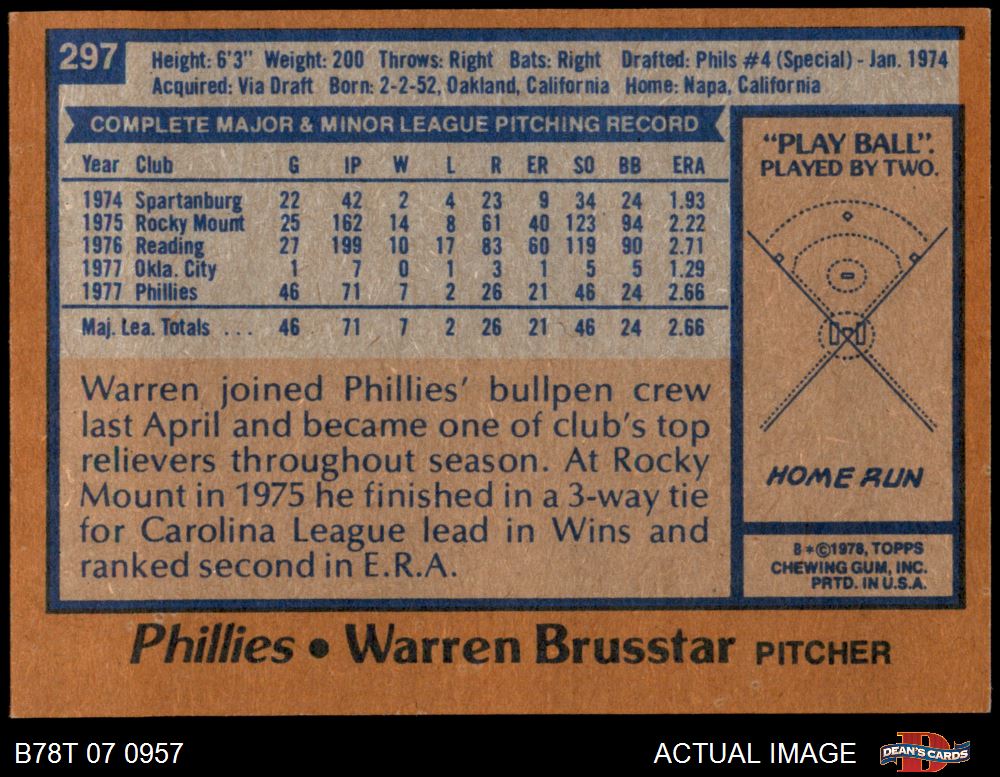 297
Height: 6'3" Weight: 200 Throws: Right Bats: Right Drafted: Phils #4 (Special) - Jan. 1974
Acquired: Via Draft Born: 2-2-52, Oakland, California Home: Napa, California
COMPLETE MAJOR & MINOR LEAGUE PITCHING RECORD
Year Club G IP W L R ER SO BB ERA
1974 Spartanburg 22 42 2 4 23 9 34 24 1.93
1975 Rocky Mount 25 162 14 8 61 40 123 94 2.22
1976 Reading 27 199 10 17 83 60 119 90 2.71
1977 Okla. City 1 7 0 1 3 1 5 5 1.29
1977 Phillies 46 71 7 2 26 21 46 24 2.66
Maj. Lea. Totals ... 46 71 7 2 26 21 46 24 2.66
Warren joined Phillies' bullpen crew
last April and became one of club's top
relievers throughout season. At Rocky
Mount in 1975 he finished in a 3-way tie
for Carolina League lead in Wins and
ranked second in E.R.A.
"PLAY BALL".
PLAYED BY TWO.
HOME RUN
B*©1978, TOPPS
CHEWING GUM, INC.
PRTD. IN U.S.A.
Phillies • Warren Brusstar PITCHER
B78T 07 0957
ACTUAL IMAGE
D
DEAN'S CARDS